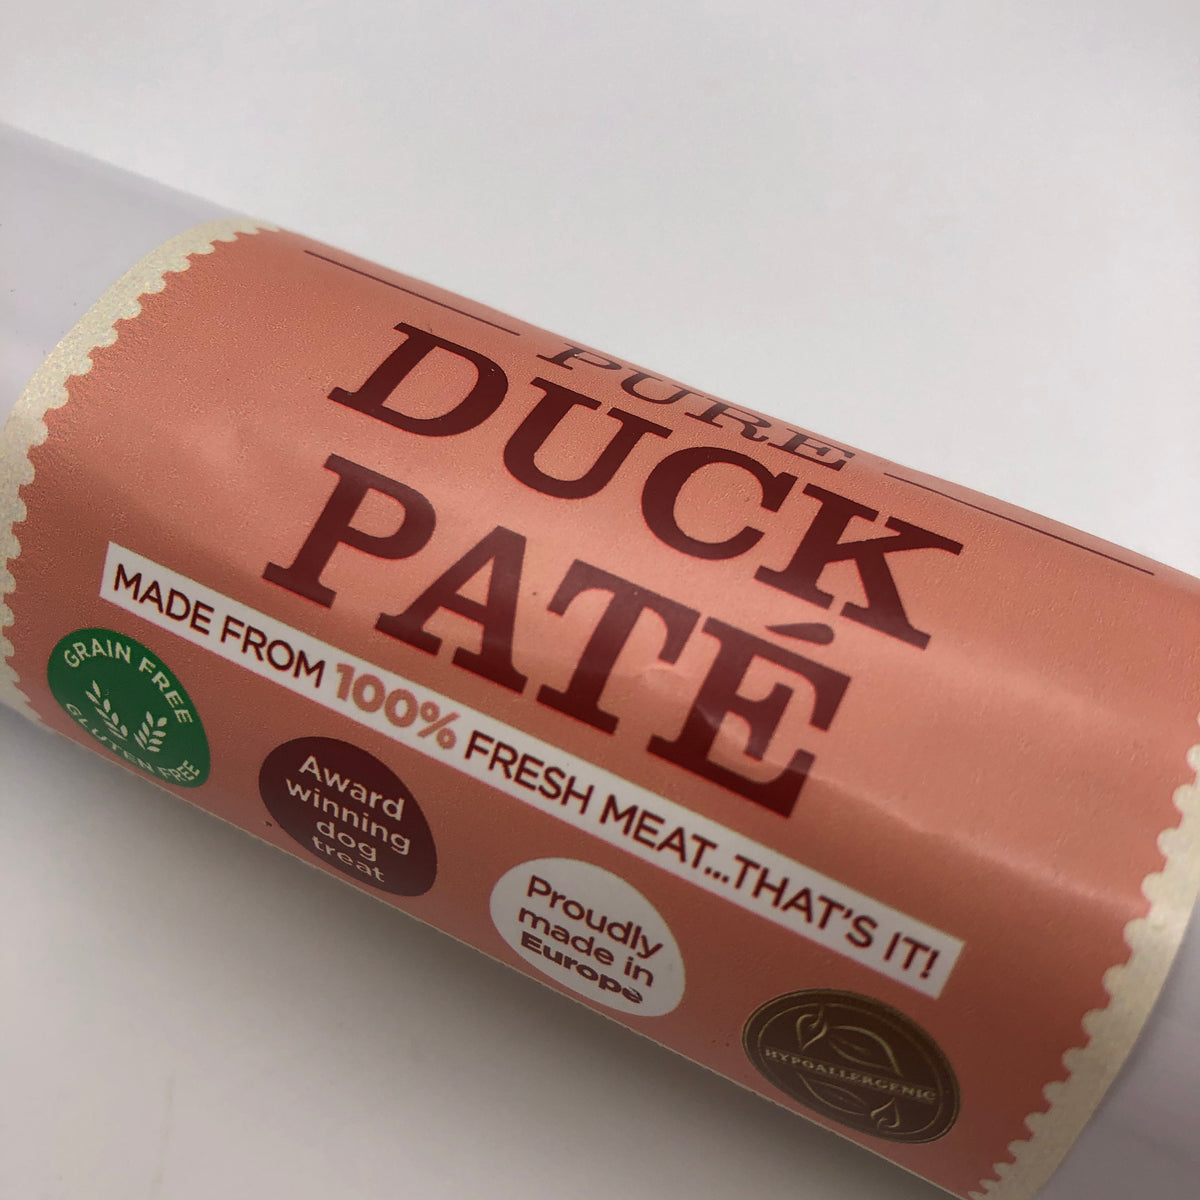 PURE
DUCK
PATÉ
MADE FROM 100% FRESH MEAT...THAT'S IT!
GRAIN FREE
GLUTEN FREE
Award
winning
dog
treat
Proudly
made in
Europe
HYPOALLERGENIC